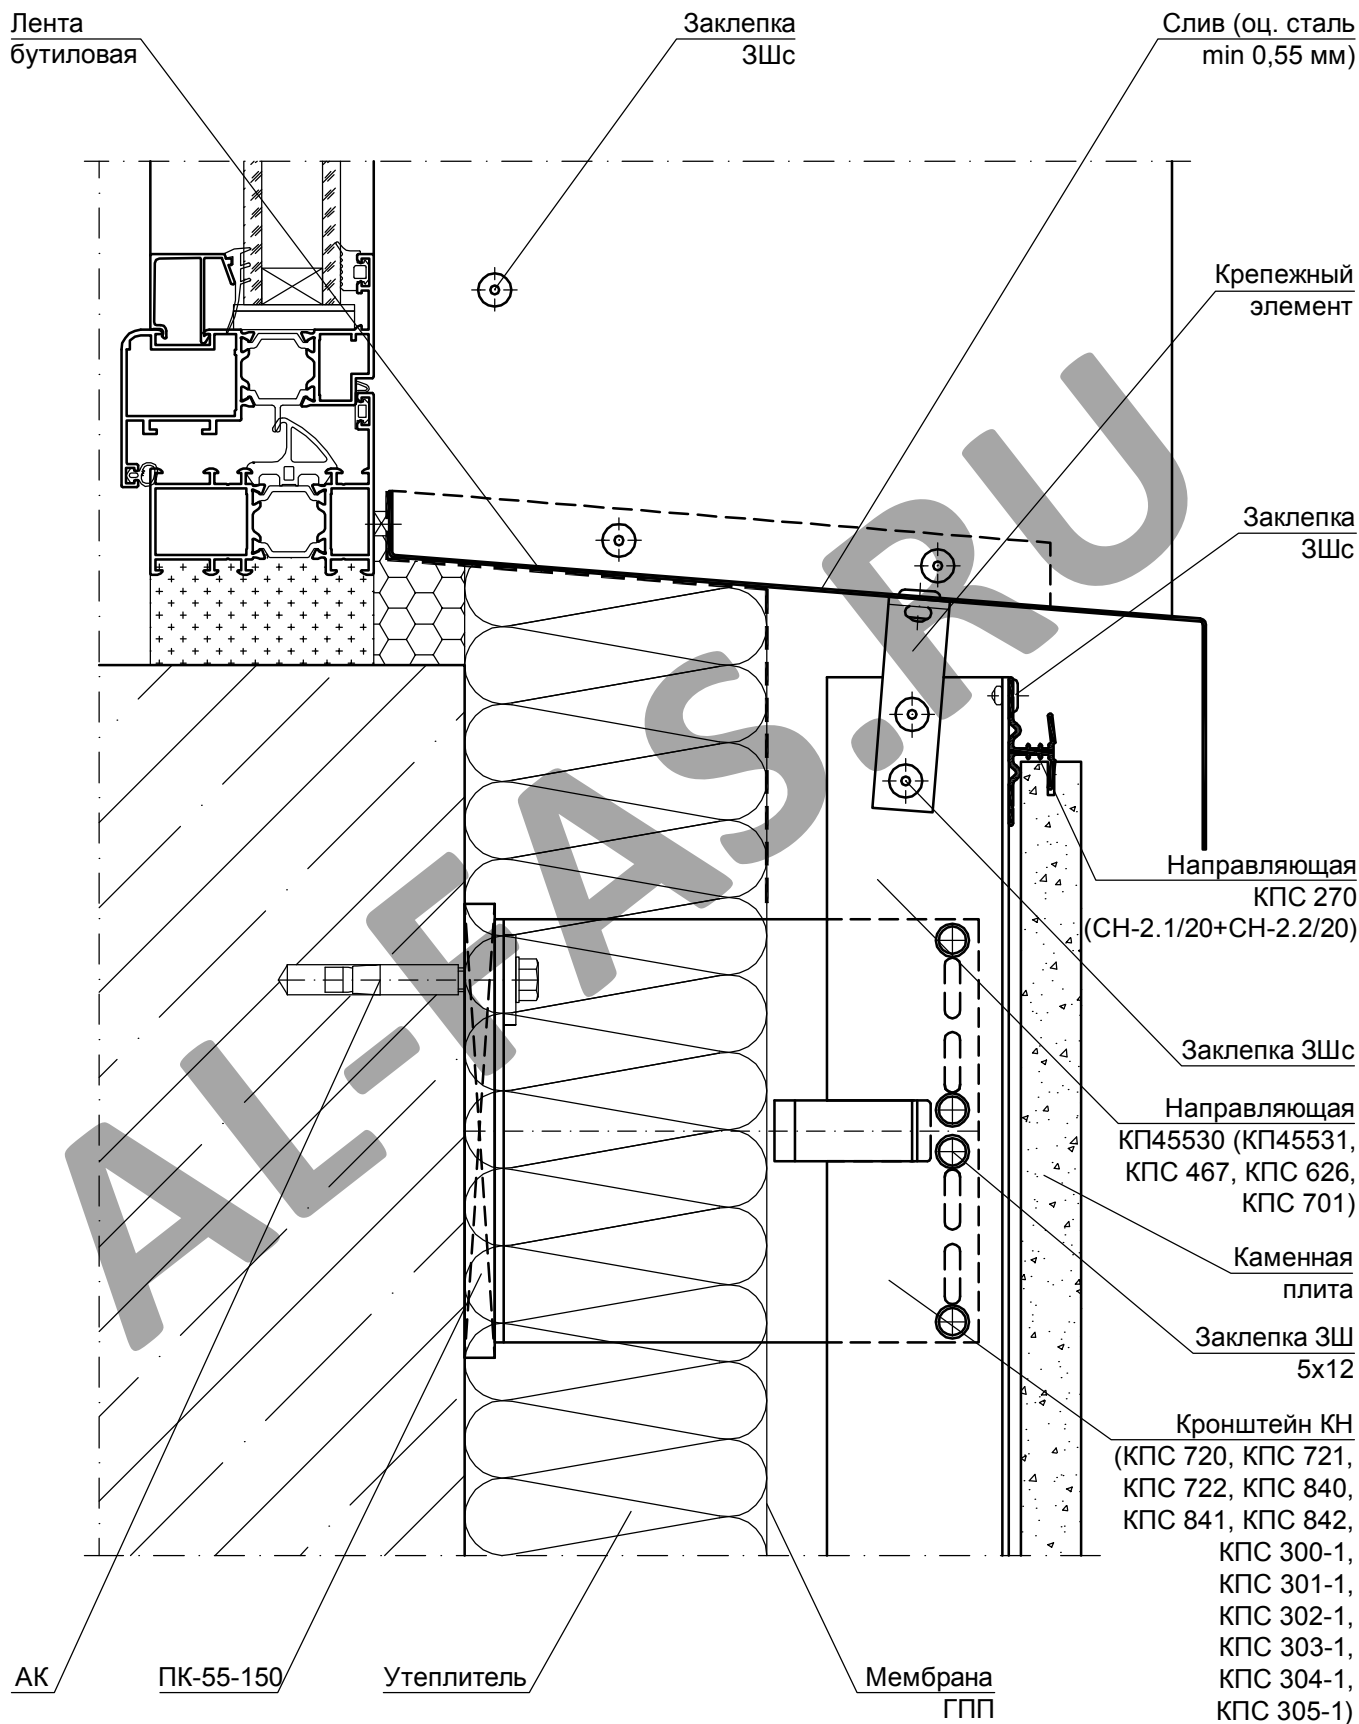 Лента
бутиловая
Заклепка
ЗШс
Слив (оц. сталь
min 0,55 мм)
Крепежный
элемент
Заклепка
ЗШс
Направляющая
КПС 270
(СН-2.1/20+СН-2.2/20)
Заклепка ЗШс
Направляющая
КП45530 (КП45531,
КПС 467, КПС 626,
КПС 701)
Каменная
плита
Заклепка ЗШ
5х12
Кронштейн КН
(КПС 720, КПС 721,
КПС 722, КПС 840,
КПС 841, КПС 842,
КПС 300-1,
КПС 301-1,
КПС 302-1,
КПС 303-1,
КПС 304-1,
КПС 305-1)
АК
ПК-55-150
Утеплитель
Мембрана
ГПП
AL-FAS.RU